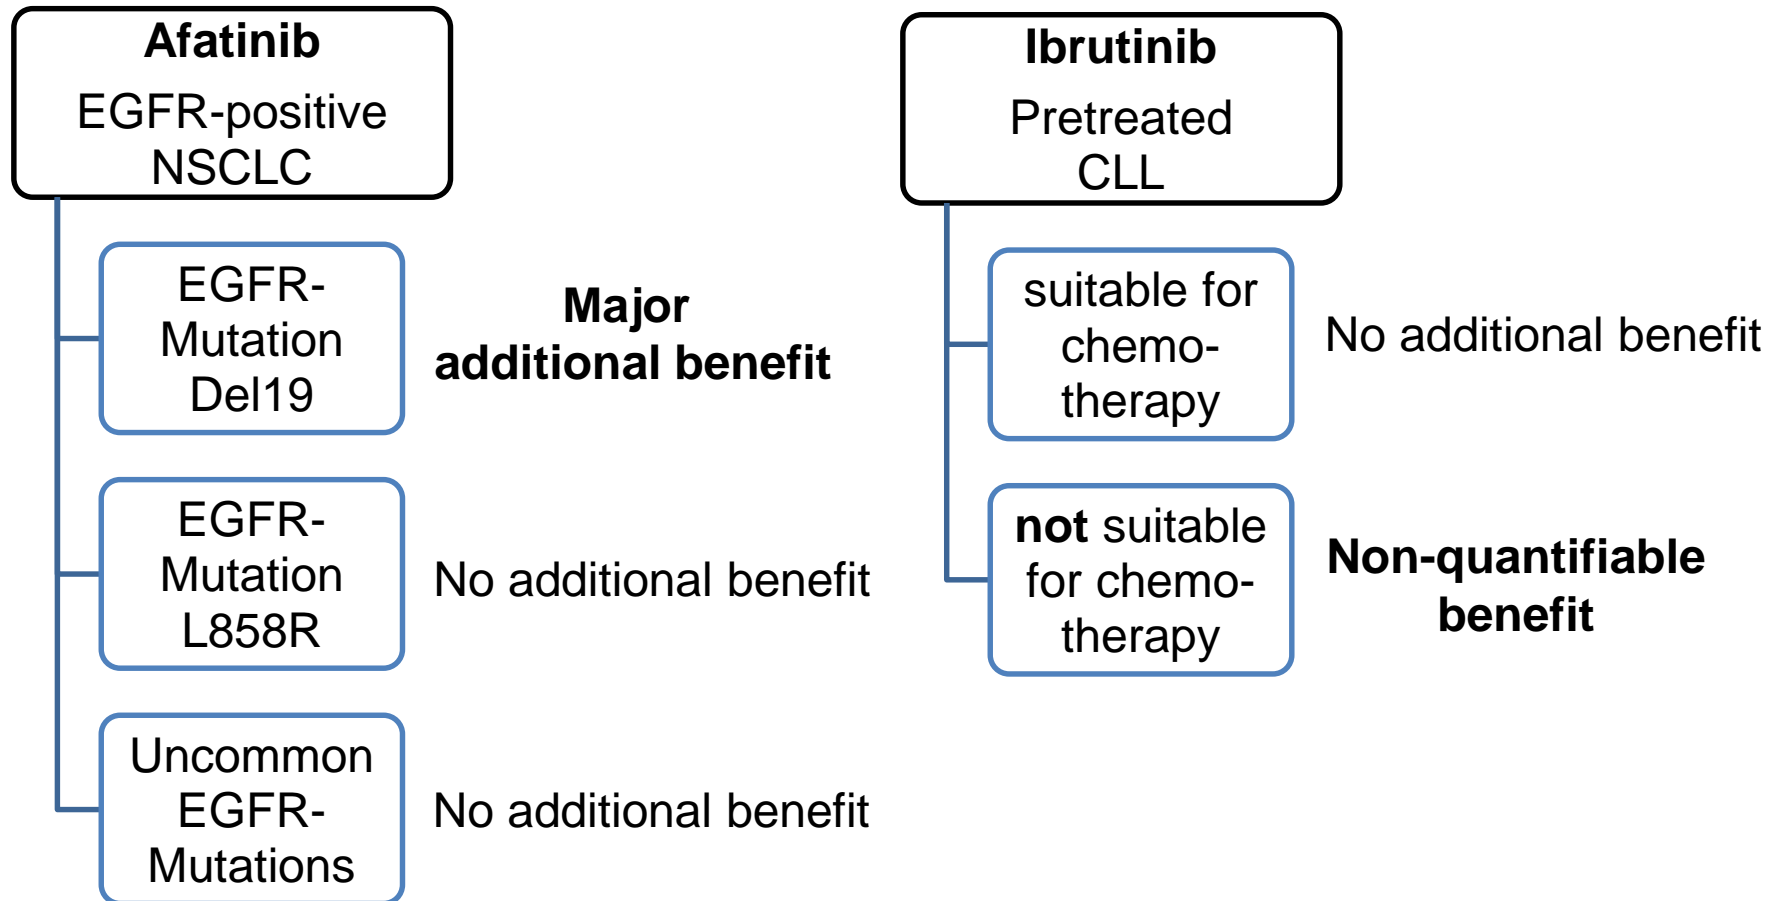 Afatinib
EGFR-positive
NSCLC
EGFR-
Mutation
Del19
Major
additional benefit
EGFR-
Mutation
L858R
No additional benefit
Uncommon
EGFR-
Mutations
No additional benefit
Ibrutinib
Pretreated
CLL
suitable for
chemo-
therapy
No additional benefit
not suitable
for chemo-
therapy
Non-quantifiable
benefit